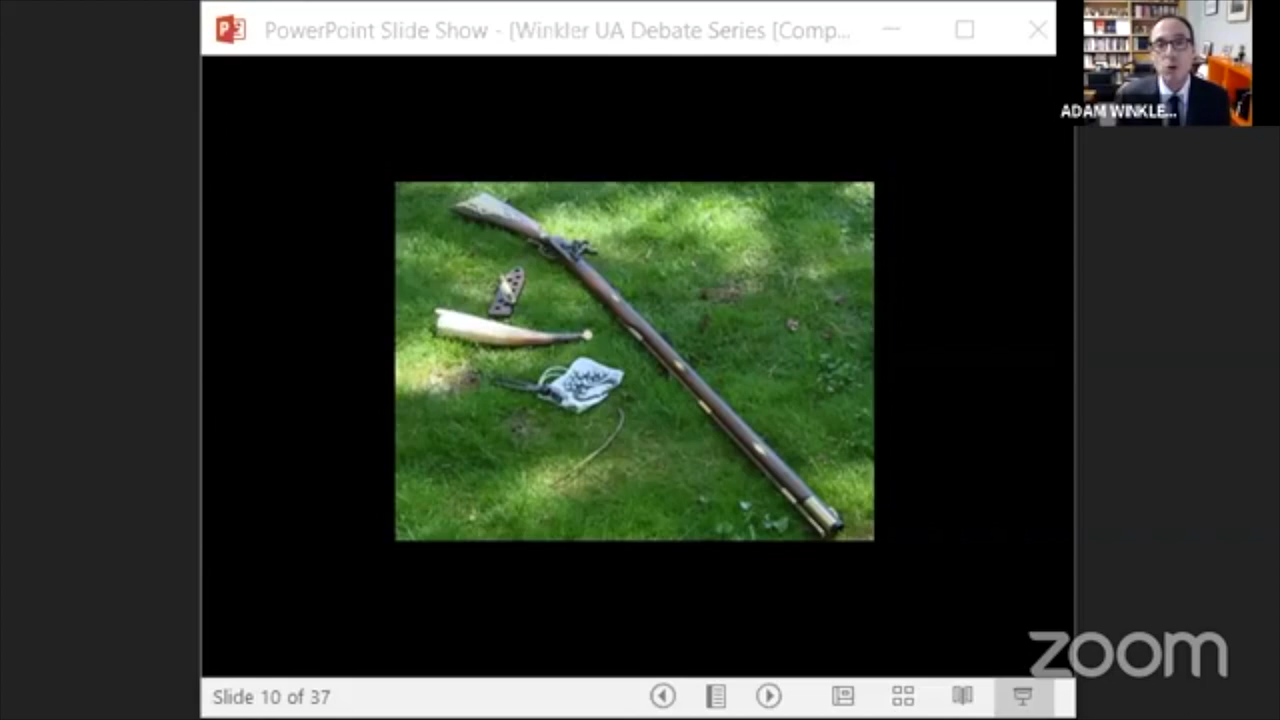 PowerPoint Slide Show - [Winkler UA Debate Series [Comp...
ADAM WINKLE...
zoom
Slide 10 of 37